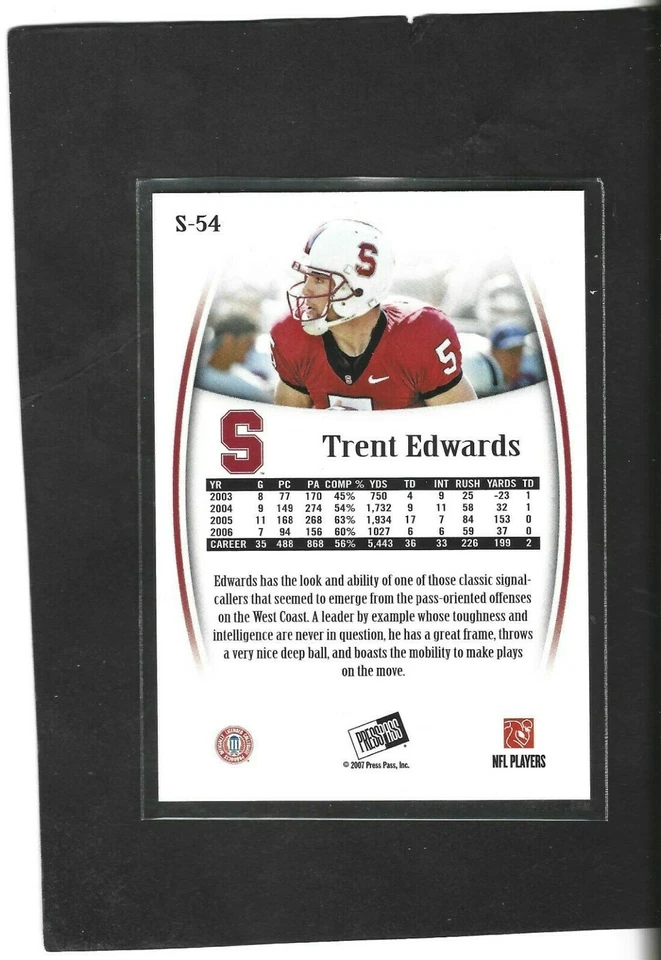 S-54
S
5
S
S
Trent Edwards
YR G PC PA COMP % YDS TD INT RUSH YARDS TD
2003 8 77 170 45% 750 4 9 25 -23 1
2004 9 149 274 54% 1,732 9 11 58 32 1
2005 11 168 268 63% 1,934 17 7 84 153 0
2006 7 94 156 60% 1027 6 6 59 37 0
CAREER 35 488 868 56% 5,443 36 33 226 199 2
Edwards has the look and ability of one of those classic signal-
callers that seemed to emerge from the pass-oriented offenses
on the West Coast. A leader by example whose toughness and
intelligence are never in question, he has a great frame, throws
a very nice deep ball, and boasts the mobility to make plays
on the move.
PRESS PASS
© 2007 Press Pass, Inc.
NFL PLAYERS